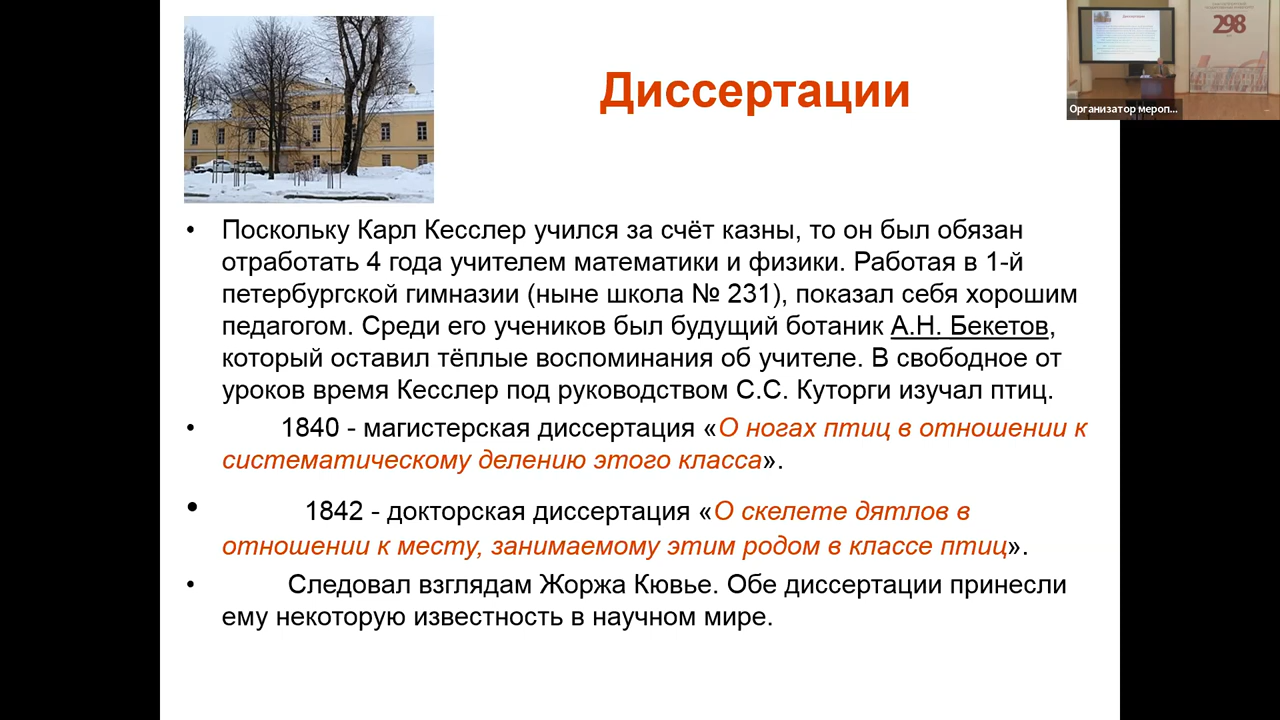 Диссертации
298
Организатор мероп...
• Поскольку Карл Кесслер учился за счёт казны, то он был обязан
отработать 4 года учителем математики и физики. Работая в 1-й
петербургской гимназии (ныне школа № 231), показал себя хорошим
педагогом. Среди его учеников был будущий ботаник А.Н. Бекетов,
который оставил тёплые воспоминания об учителе. В свободное от
уроков время Кесслер под руководством С.С. Куторги изучал птиц.
• 1840 - магистерская диссертация «О ногах птиц в отношении к
систематическому делению этого класса».
• 1842 - докторская диссертация «О скелете дятлов в
отношении к месту, занимаемому этим родом в классе птиц».
• Следовал взглядам Жоржа Кювье. Обе диссертации принесли
ему некоторую известность в научном мире.